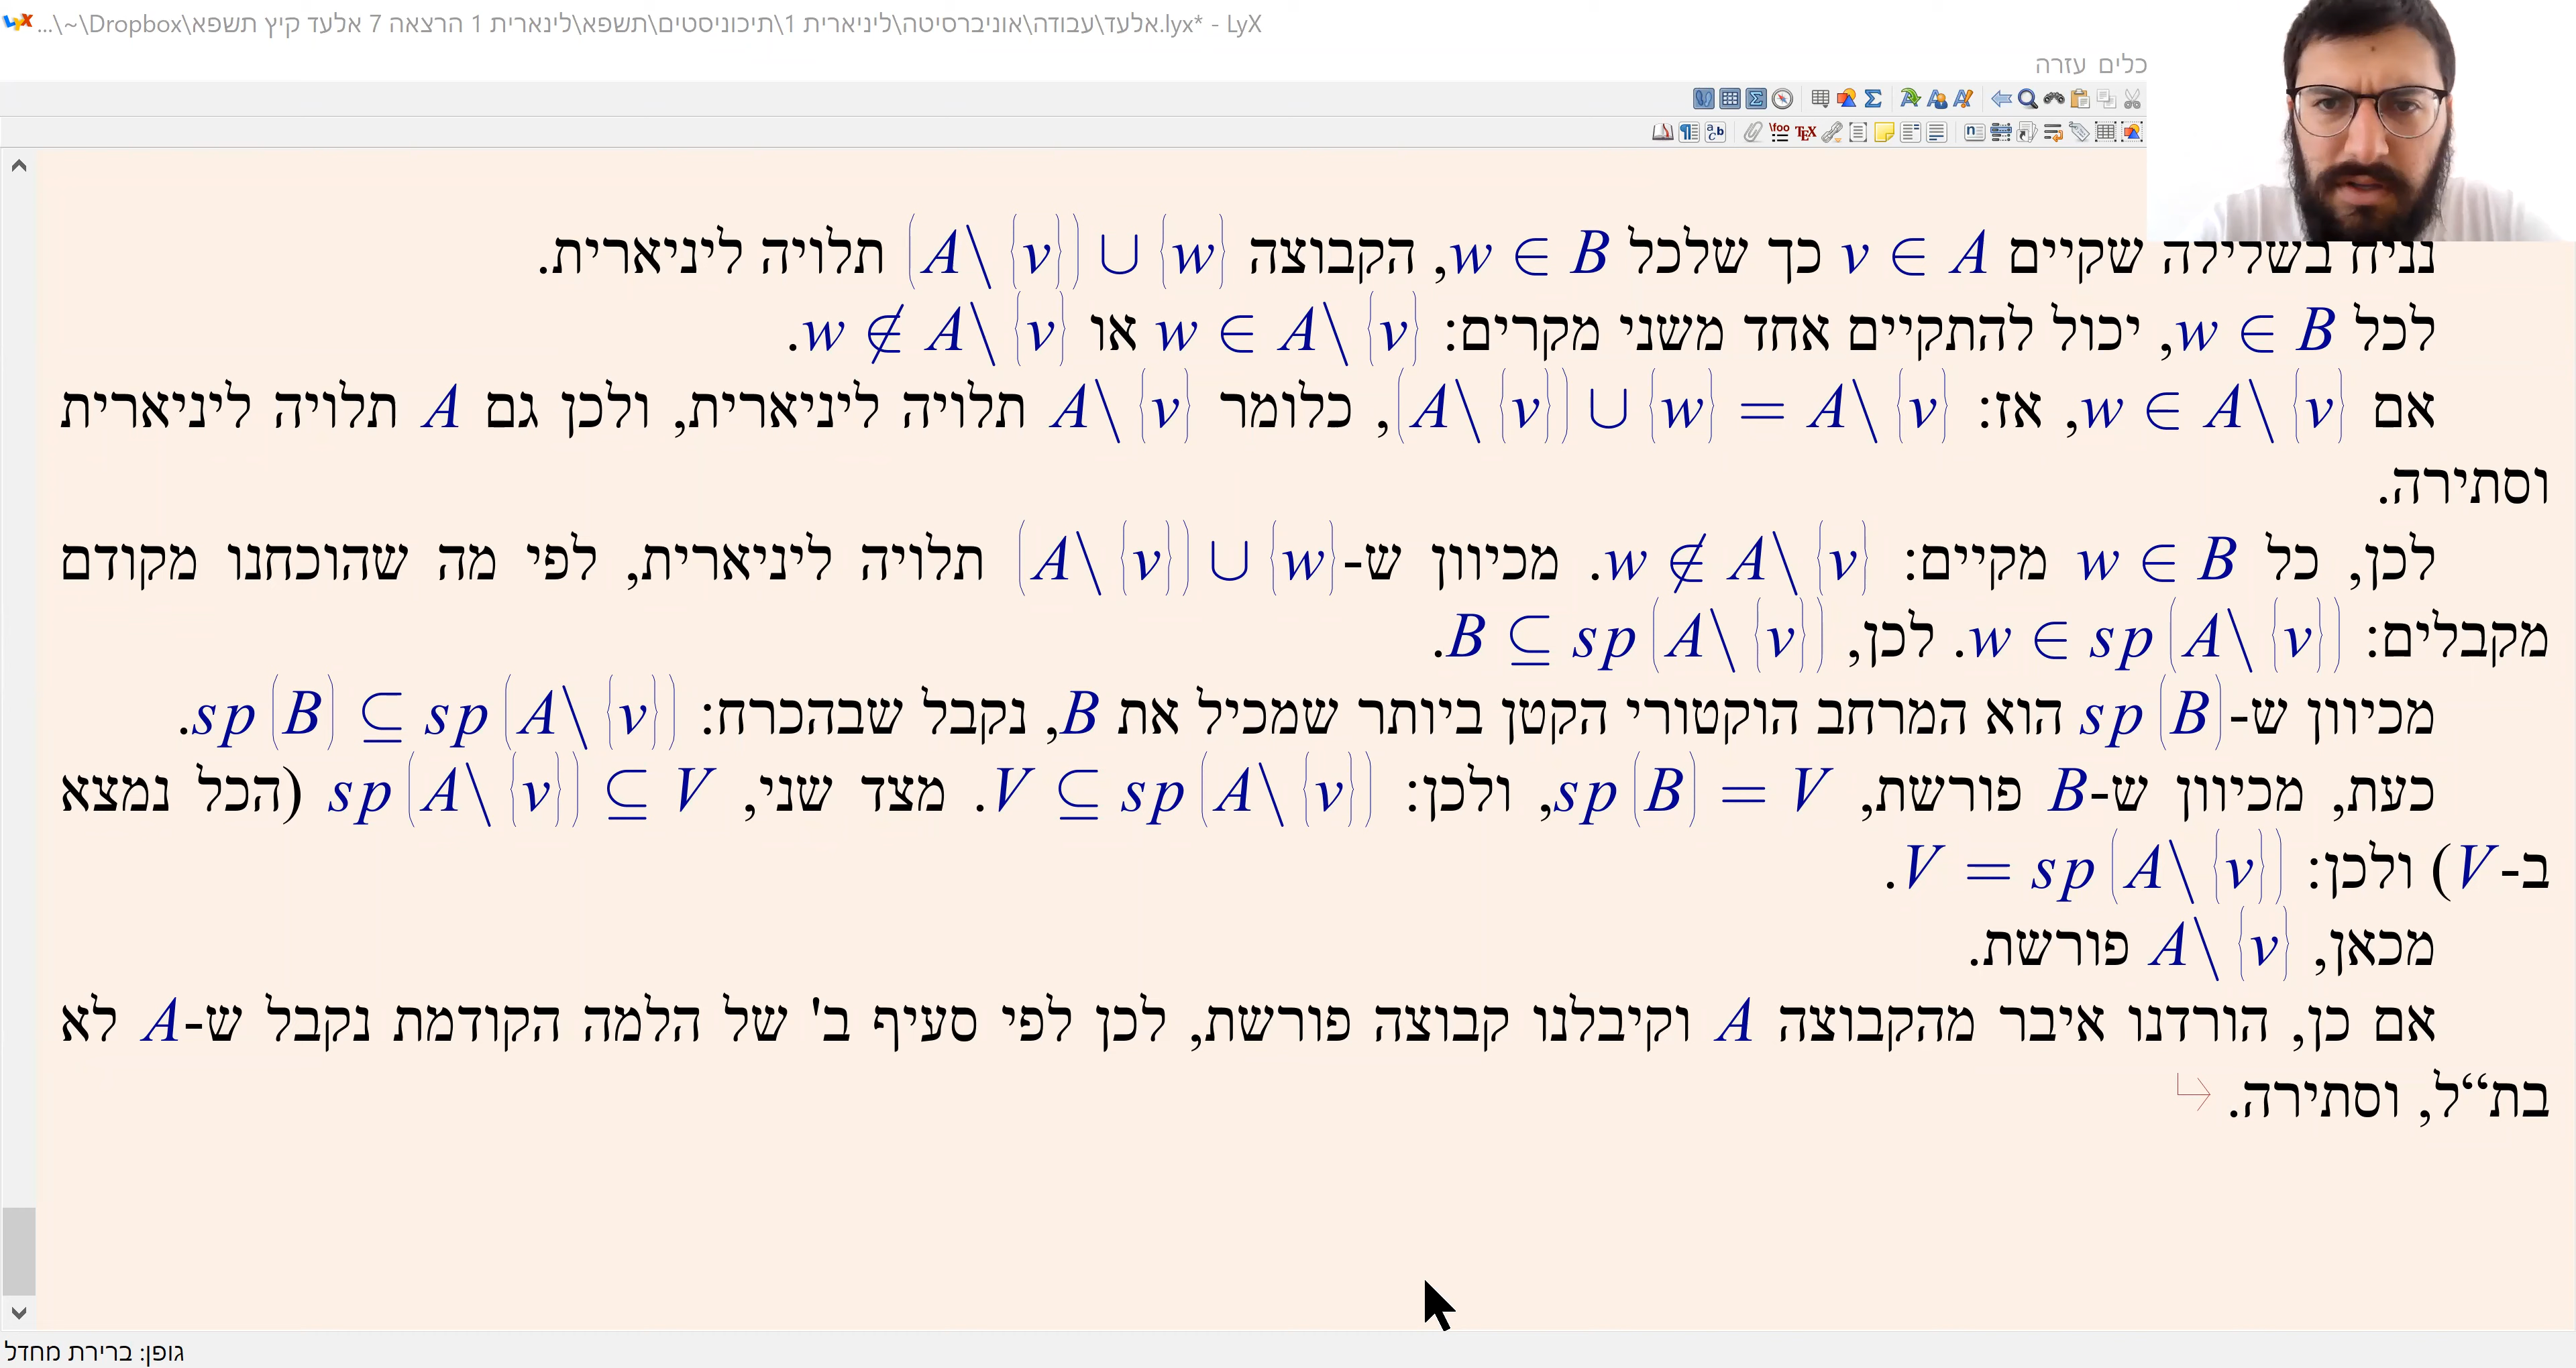 ...\~\Dropbox\אלעד\עבודה\אוניברסיטה\ליניארית 1\תיכוניסטים\תשפא\לינארית 1 הרצאה 7 אלעד קיץ תשפא.lyx* - LyX
כלים עזרה
נניח בשלילה שקיים v ∈ A כך שלכל w ∈ B, הקבוצה (A\ {v}) ∪ {w} תלויה ליניארית.
לכל w ∈ B, יכול להתקיים אחד משני מקרים: w ∈ A\ {v} או w ∉ A\ {v}.
אם w ∈ A\ {v}, אז: (A\ {v}) ∪ {w} = A\ {v}, כלומר A\ {v} תלויה ליניארית, ולכן גם A תלויה ליניארית
וסתירה.
לכן, כל w ∈ B מקיים: w ∉ A\ {v}. מכיוון ש-(A\ {v}) ∪ {w} תלויה ליניארית, לפי מה שהוכחנו מקודם
מקבלים: w ∈ sp (A\ {v}). לכן, B ⊆ sp (A\ {v}).
מכיוון ש-sp (B) הוא המרחב הוקטורי הקטן ביותר שמכיל את B, נקבל שבהכרח: sp (B) ⊆ sp (A\ {v}).
כעת, מכיוון ש-B פורשת, sp (B) = V, ולכן: V ⊆ sp (A\ {v}). מצד שני, sp (A\ {v}) ⊆ V (הכל נמצא
ב-V) ולכן: V = sp (A\ {v}).
מכאן, A\ {v} פורשת.
אם כן, הורדנו איבר מהקבוצה A וקיבלנו קבוצה פורשת, לכן לפי סעיף ב' של הלמה הקודמת נקבל ש-A לא
בת“ל, וסתירה.
גופן: ברירת מחדל